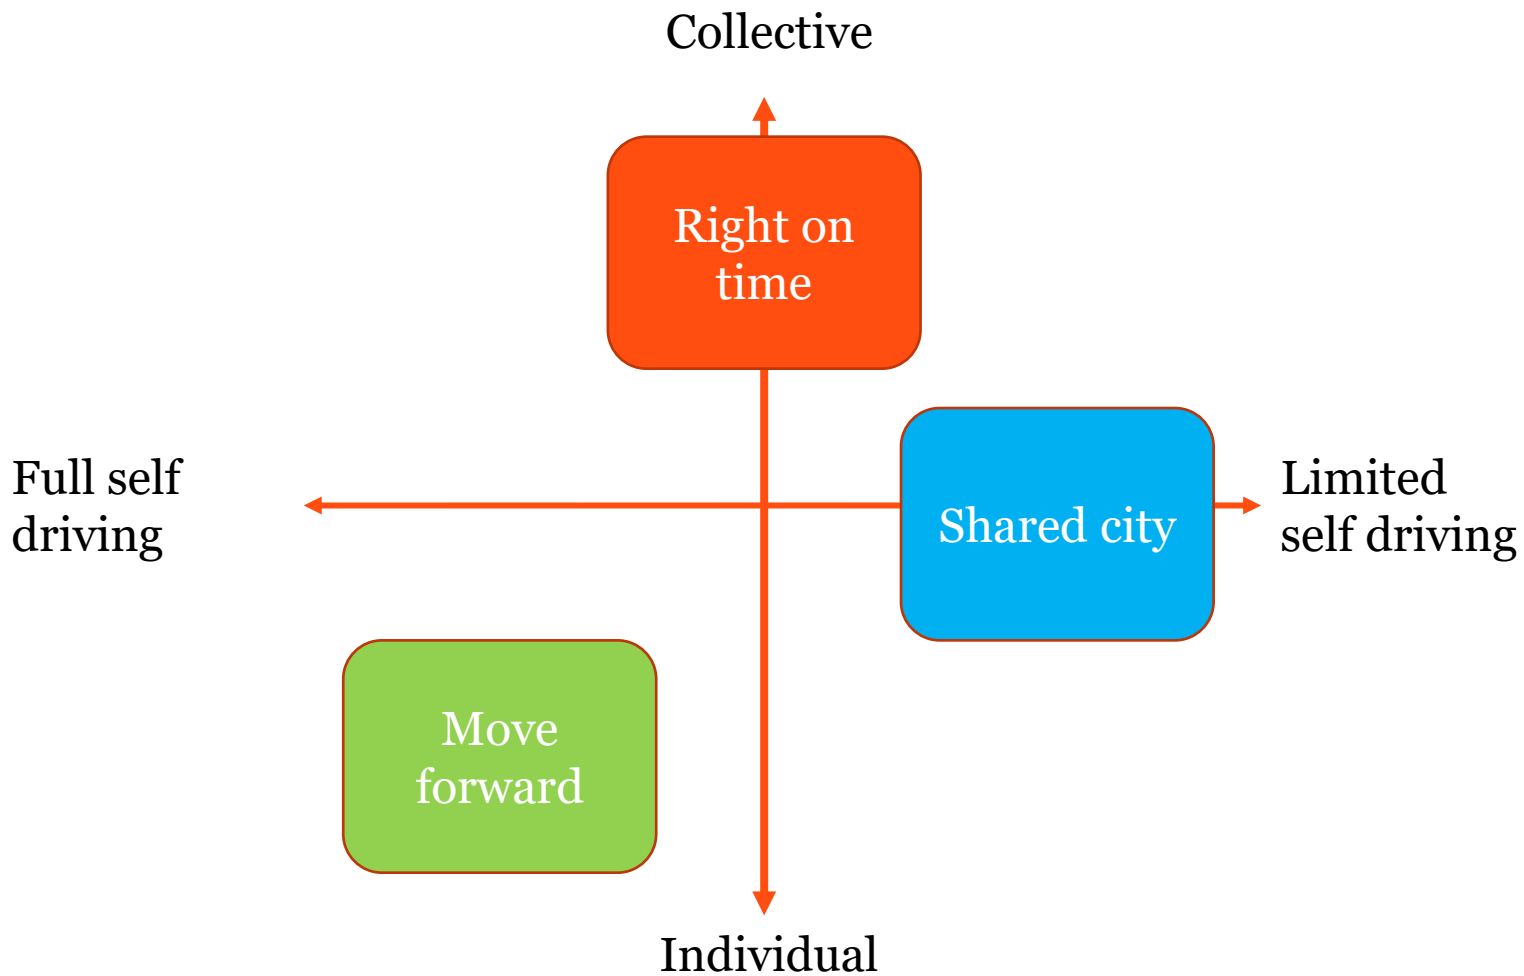 Collective
Right on
time
Full self
driving
Shared city
Limited
self driving
Move
forward
Individual